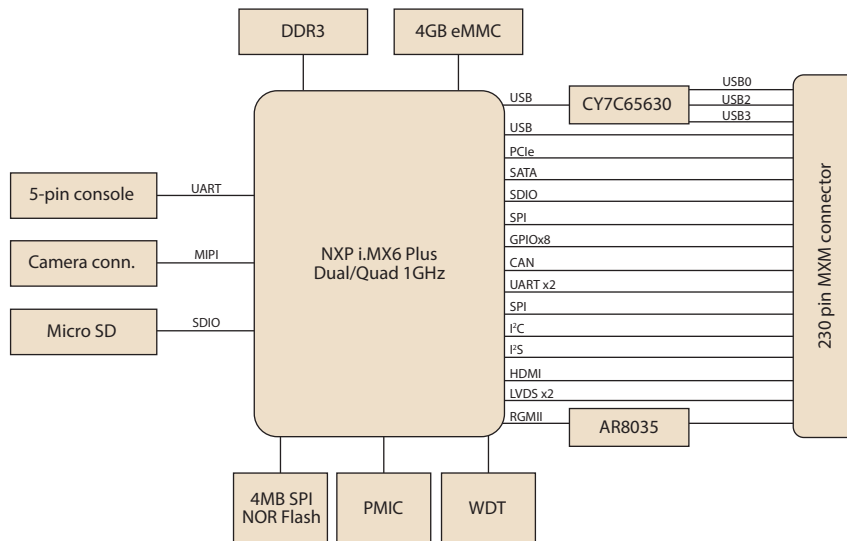 DDR3
4GB eMMC
USB
CY7C65630
USB0
USB2
USB3
USB
PCIe
SATA
SDIO
SPI
GPIOx8
CAN
UART x2
SPI
I²C
I²S
HDMI
LVDS x2
RGMII
AR8035
230 pin MXM connector
5-pin console
UART
Camera conn.
MIPI
Micro SD
SDIO
NXP i.MX6 Plus
Dual/Quad 1GHz
4MB SPI
NOR Flash
PMIC
WDT